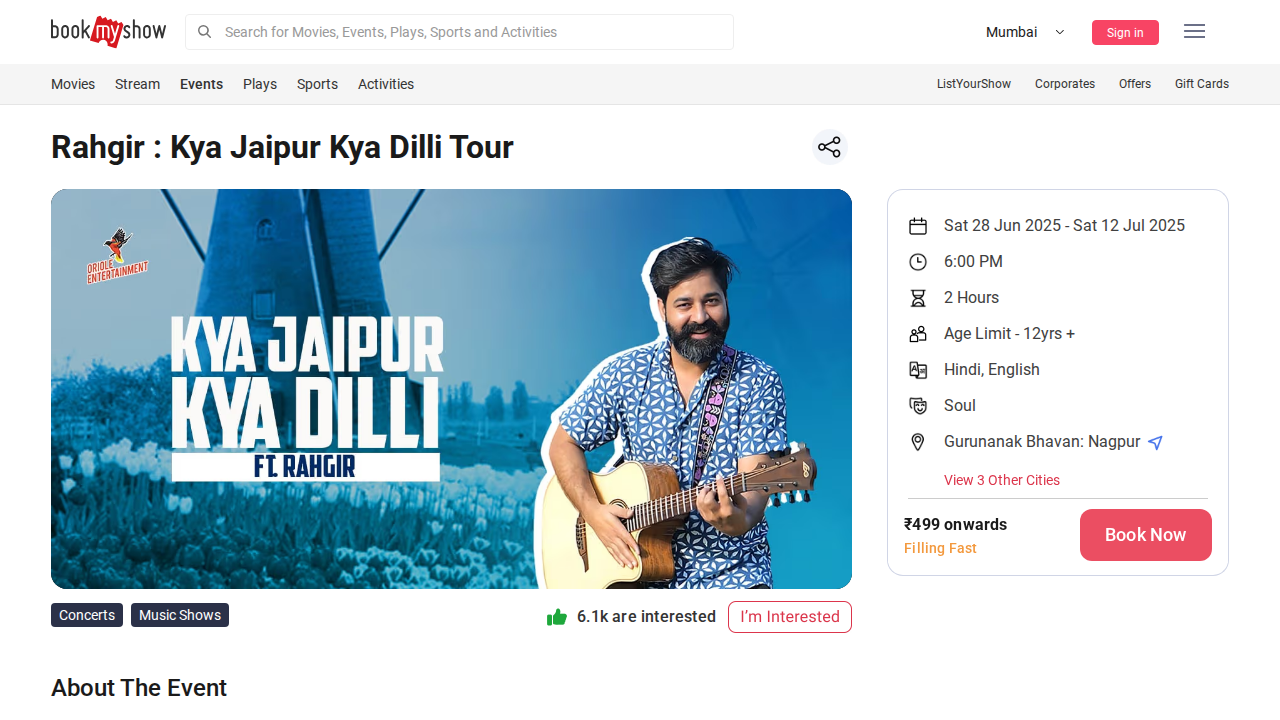 bookmyshow
Search for Movies, Events, Plays, Sports and Activities
Mumbai
Sign in
Movies Stream Events Plays Sports Activities
ListYourShow Corporates Offers Gift Cards
Rahgir : Kya Jaipur Kya Dilli Tour
ORIOLE
ENTERTAINMENT
KYA JAIPUR
KYA DILLI
FT. RAHGIR
Sat 28 Jun 2025 - Sat 12 Jul 2025
6:00 PM
2 Hours
Age Limit - 12yrs +
Hindi, English
Soul
Gurunanak Bhavan: Nagpur
View 3 Other Cities
₹499 onwards
Filling Fast
Book Now
Concerts Music Shows
6.1k are interested
I'm Interested
About The Event